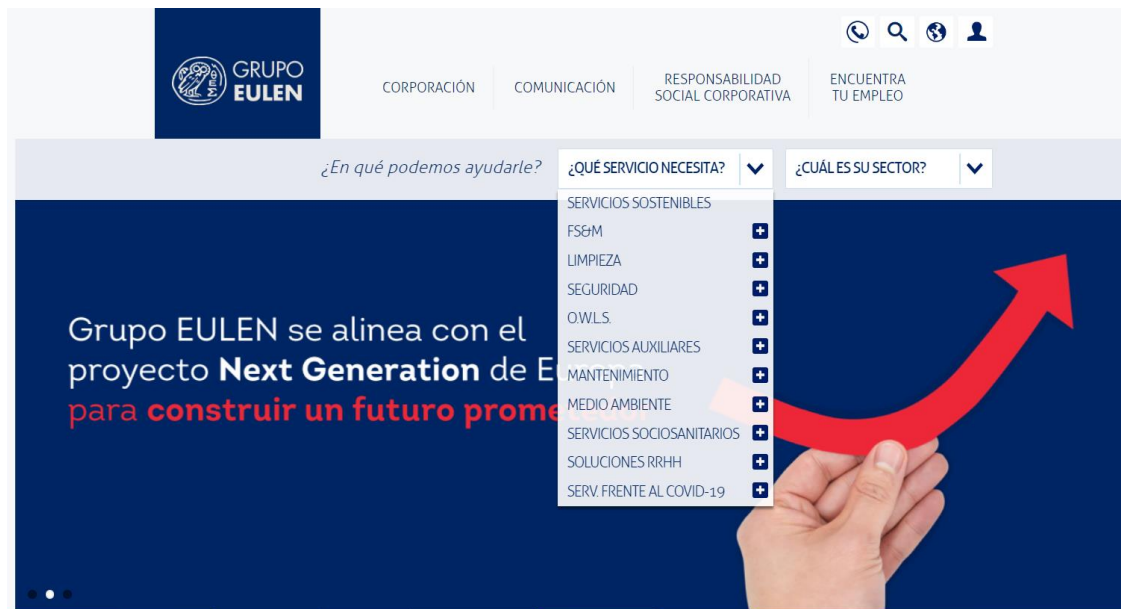 GRUPO
EULEN
CORPORACIÓN
COMUNICACIÓN
RESPONSABILIDAD
SOCIAL CORPORATIVA
ENCUENTRA
TU EMPLEO
¿En qué podemos ayudarle?
¿QUÉ SERVICIO NECESITA?
¿CUÁL ES SU SECTOR?
SERVICIOS SOSTENIBLES
FS&M
LIMPIEZA
SEGURIDAD
O.W.L.S.
SERVICIOS AUXILIARES
MANTENIMIENTO
MEDIO AMBIENTE
SERVICIOS SOCIOSANITARIOS
SOLUCIONES RRHH
SERV. FRENTE AL COVID-19
Grupo EULEN se alinea con el
proyecto Next Generation de Europa
para construir un futuro